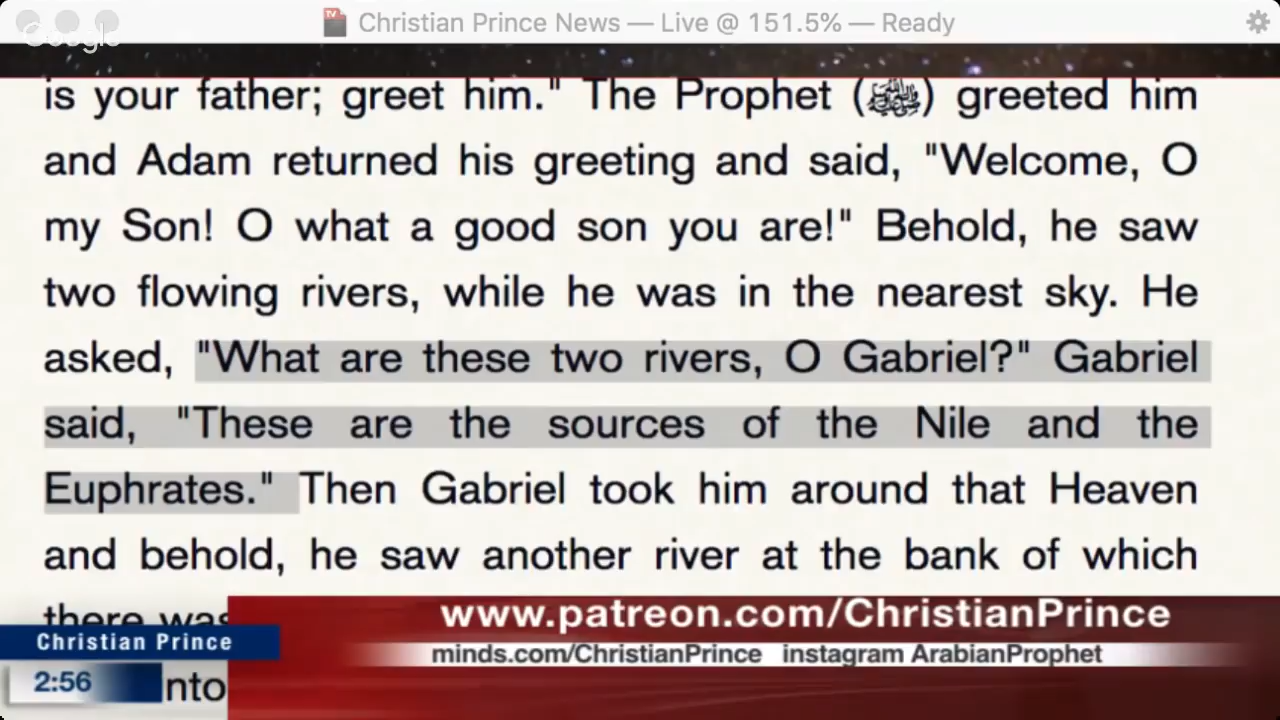 Christian Prince News — Live @ 151.5% — Ready
Google
is your father; greet him." The Prophet (ﷺ) greeted him
and Adam returned his greeting and said, "Welcome, O
my Son! O what a good son you are!" Behold, he saw
two flowing rivers, while he was in the nearest sky. He
asked, "What are these two rivers, O Gabriel?" Gabriel
said, "These are the sources of the Nile and the
Euphrates." Then Gabriel took him around that Heaven
and behold, he saw another river at the bank of which
there was
nto
www.patreon.com/ChristianPrince
minds.com/ChristianPrince instagram ArabianProphet
Christian Prince
2:56